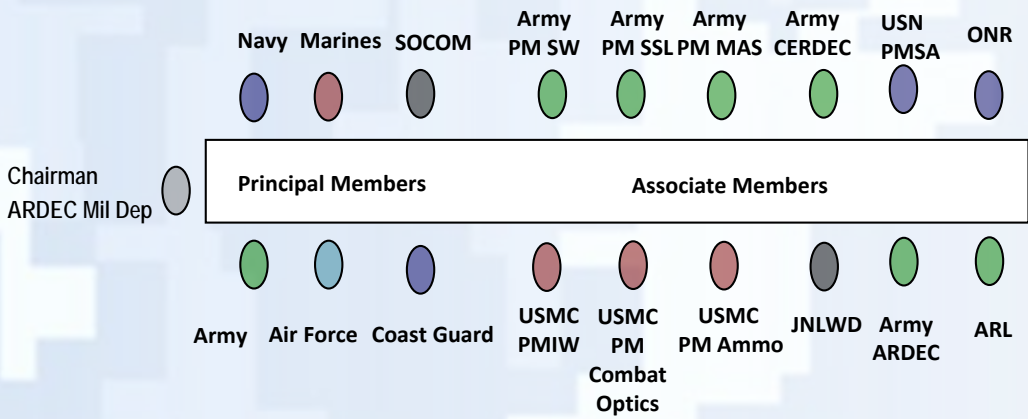 Navy Marines SOCOM
Army
PM SW
Army
PM SSL
Army
PM MAS
Army
CERDEC
USN
PMSA
ONR
Chairman
ARDEC Mil Dep
Principal Members
Associate Members
Army
Air Force
Coast Guard
USMC
PMIW
USMC
PM
Combat
Optics
USMC
PM Ammo
JNLWD
Army
ARDEC
ARL